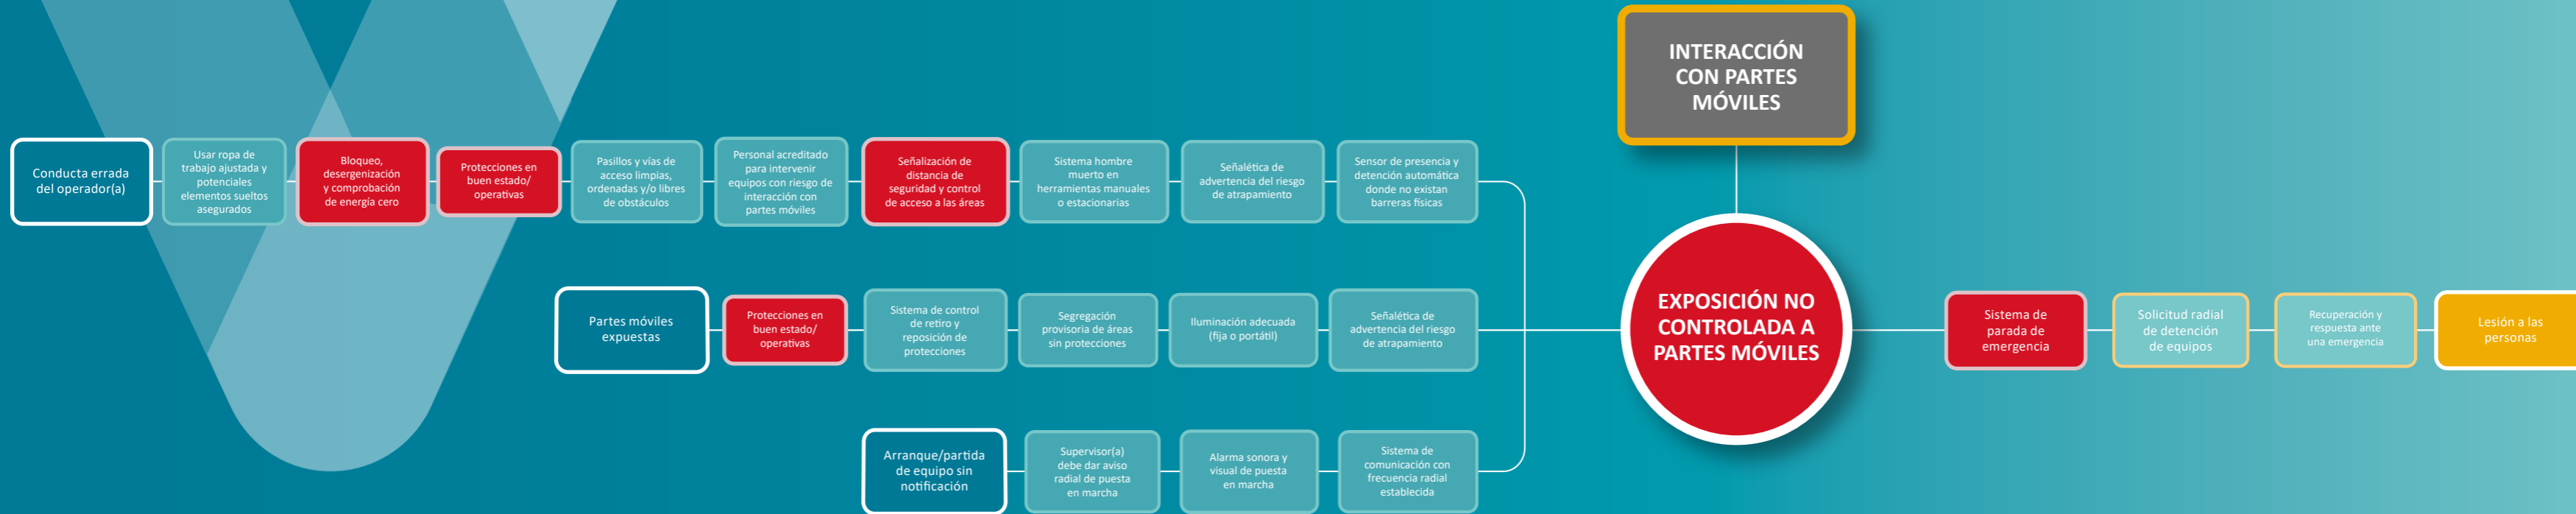 INTERACCIÓN
CON PARTES
MÓVILES
Conducta errada
del operador(a)
Usar ropa de
trabajo ajustada y
potenciales
elementos sueltos
asegurados
Bloqueo,
desergenización
y comprobación
de energía cero
Protecciones en
buen estado/
operativas
Pasillos y vías de
acceso limpias,
ordenadas y/o libres
de obstáculos
Personal acreditado
para intervenir
equipos con riesgo de
interacción con
partes móviles
Señalización de
distancia de
seguridad y control
de acceso a las áreas
Sistema hombre
muerto en
herramientas manuales
o estacionarias
Señalética de
advertencia del riesgo
de atrapamiento
Sensor de presencia y
detención automática
donde no existan
barreras físicas
Partes móviles
expuestas
Protecciones en
buen estado/
operativas
Sistema de control
de retiro y
reposición de
protecciones
Segregación
provisoria de áreas
sin protecciones
Iluminación adecuada
(fija o portátil)
Señalética de
advertencia del riesgo
de atrapamiento
EXPOSICIÓN NO
CONTROLADA A
PARTES MÓVILES
Sistema de
parada de
emergencia
Solicitud radial
de detención
de equipos
Recuperación y
respuesta ante
una emergencia
Lesión a las
personas
Arranque/partida
de equipo sin
notificación
Supervisor(a)
debe dar aviso
radial de puesta
en marcha
Alarma sonora y
visual de puesta
en marcha
Sistema de
comunicación con
frecuencia radial
establecida